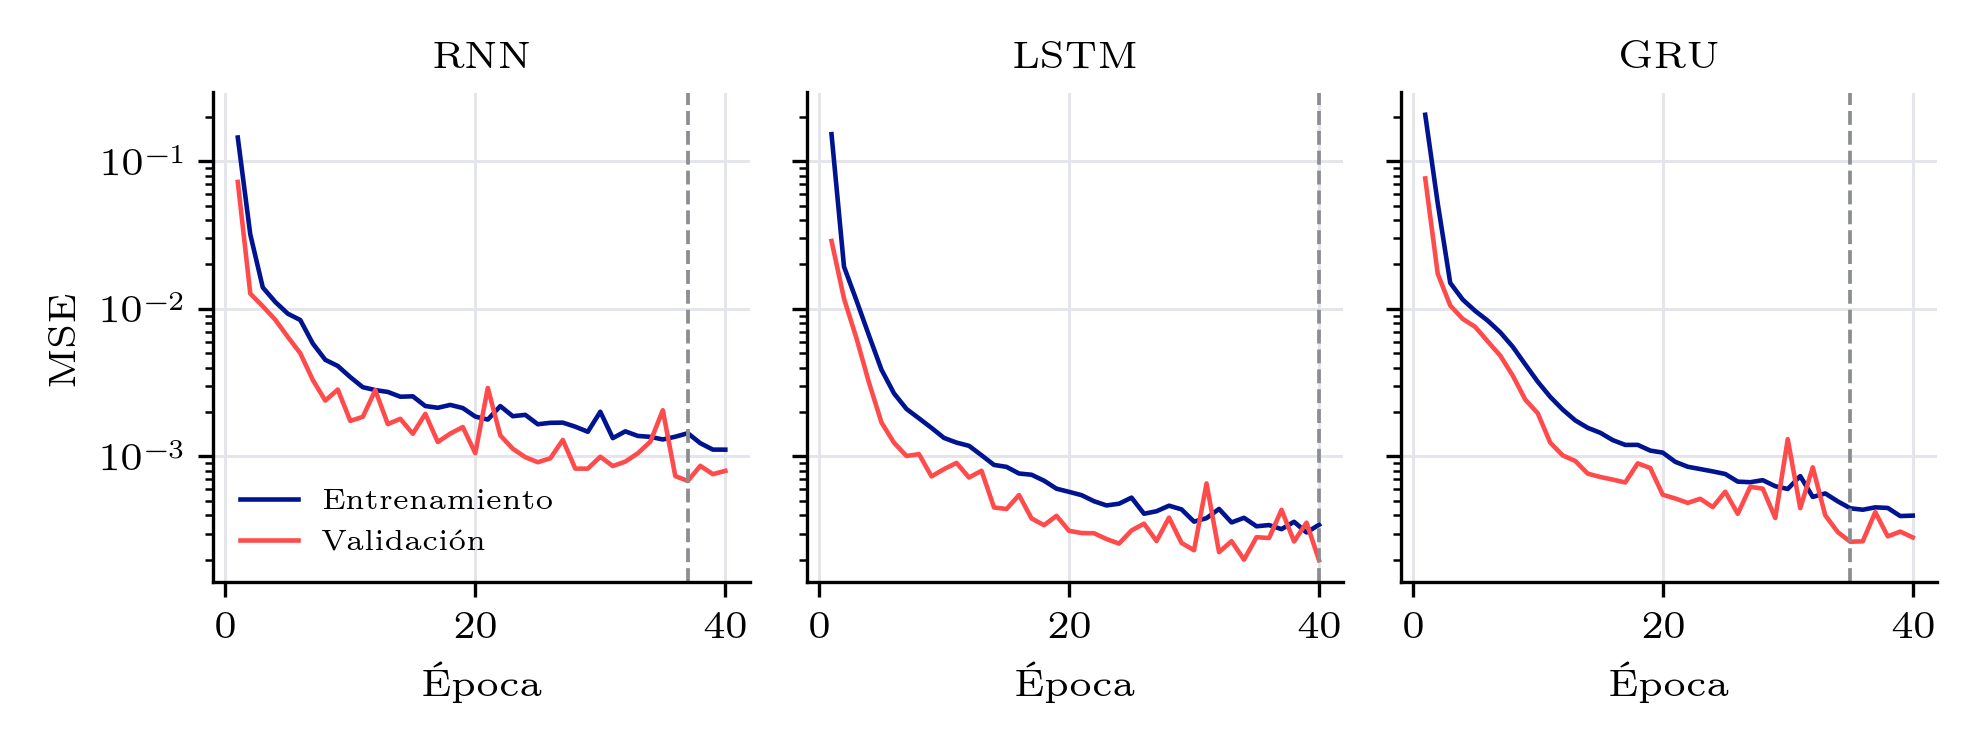 RNN
LSTM
GRU
MSE
10⁻¹
10⁻²
10⁻³
Entrenamiento
Validación
0 20 40
0 20 40
0 20 40
Época
Época
Época